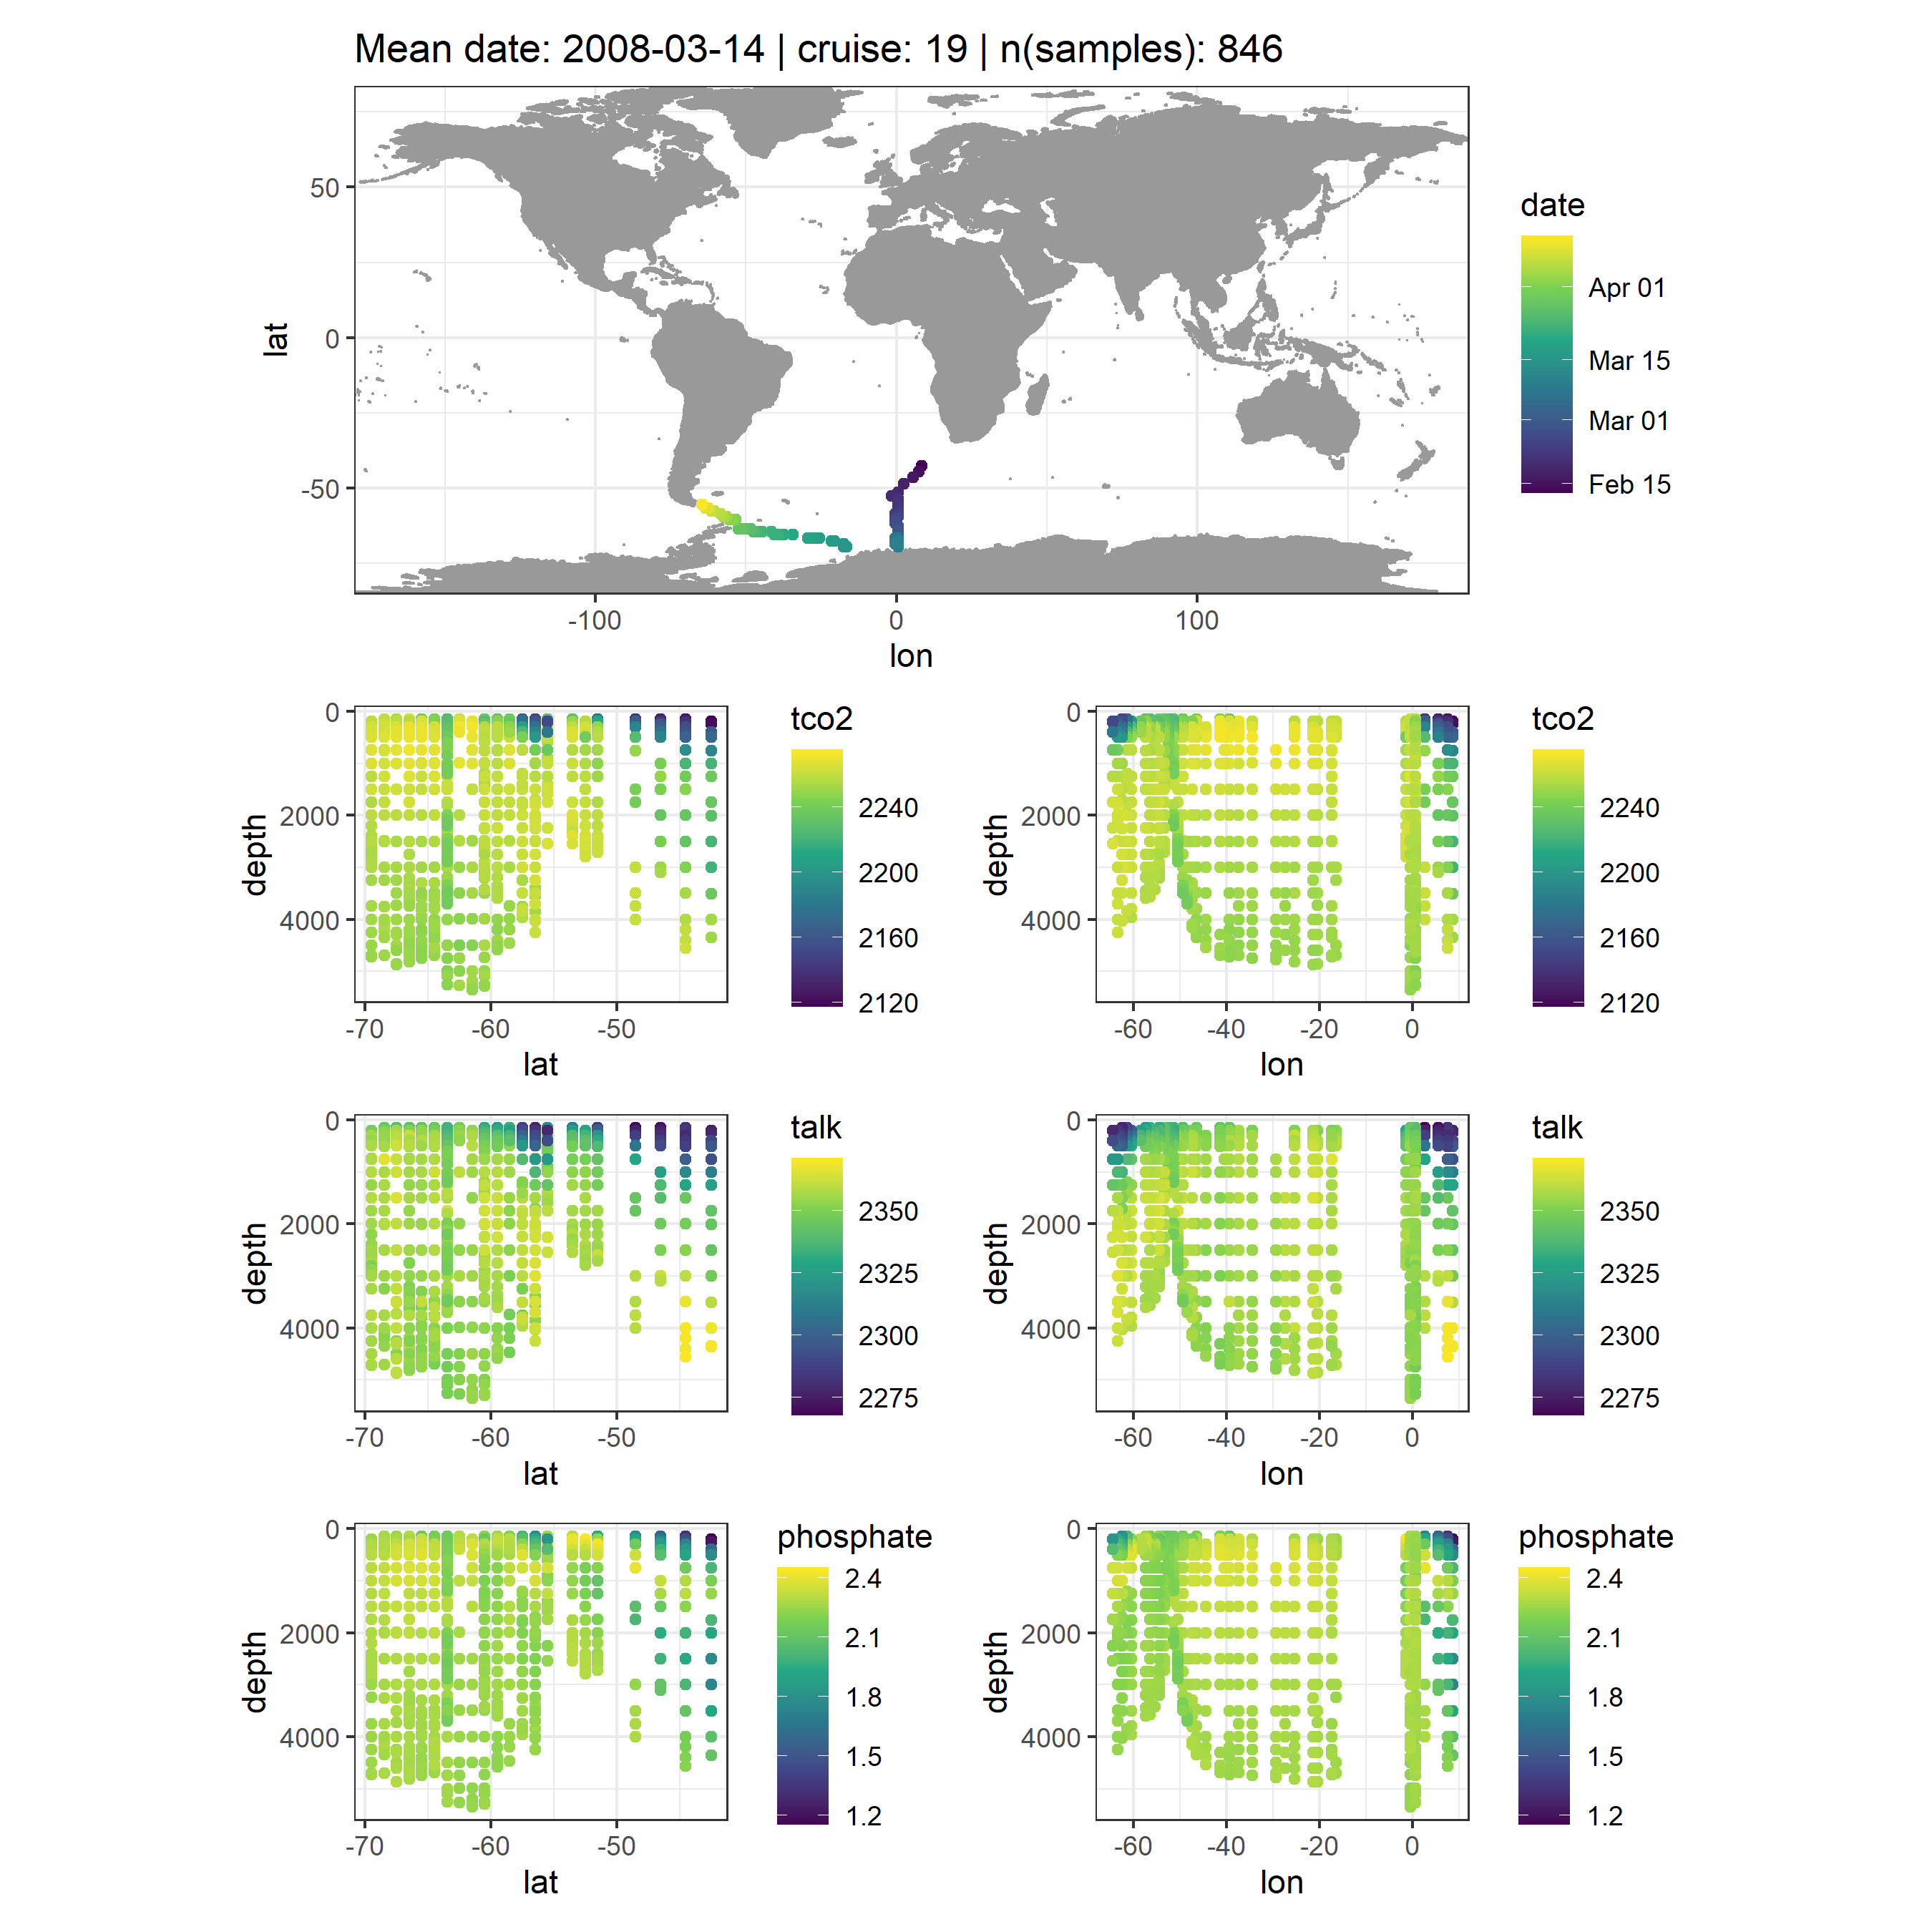 Mean date: 2008-03-14 | cruise: 19 | n(samples): 846
lat
50
0
-50
-100
0
100
lon
date
Apr 01
Mar 15
Mar 01
Feb 15
depth
0
2000
4000
-70
-60
-50
lat
tco2
2240
2200
2160
2120
depth
0
2000
4000
-60
-40
-20
0
lon
tco2
2240
2200
2160
2120
depth
0
2000
4000
-70
-60
-50
lat
talk
2350
2325
2300
2275
depth
0
2000
4000
-60
-40
-20
0
lon
talk
2350
2325
2300
2275
depth
0
2000
4000
-70
-60
-50
lat
phosphate
2.4
2.1
1.8
1.5
1.2
depth
0
2000
4000
-60
-40
-20
0
lon
phosphate
2.4
2.1
1.8
1.5
1.2